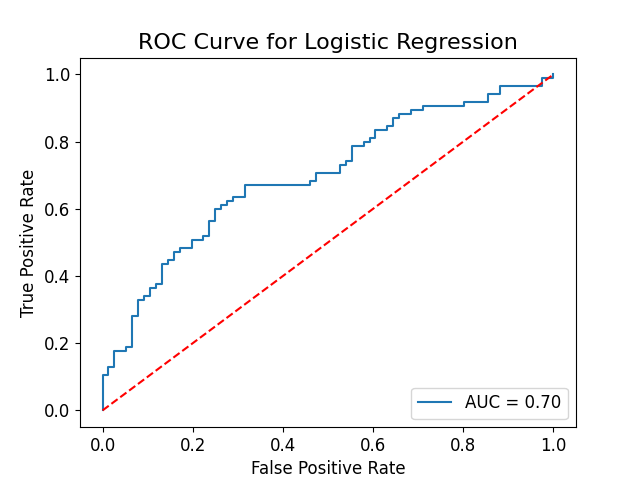 ROC Curve for Logistic Regression
True Positive Rate
1.0
0.8
0.6
0.4
0.2
0.0
AUC = 0.70
0.0 0.2 0.4 0.6 0.8 1.0
False Positive Rate